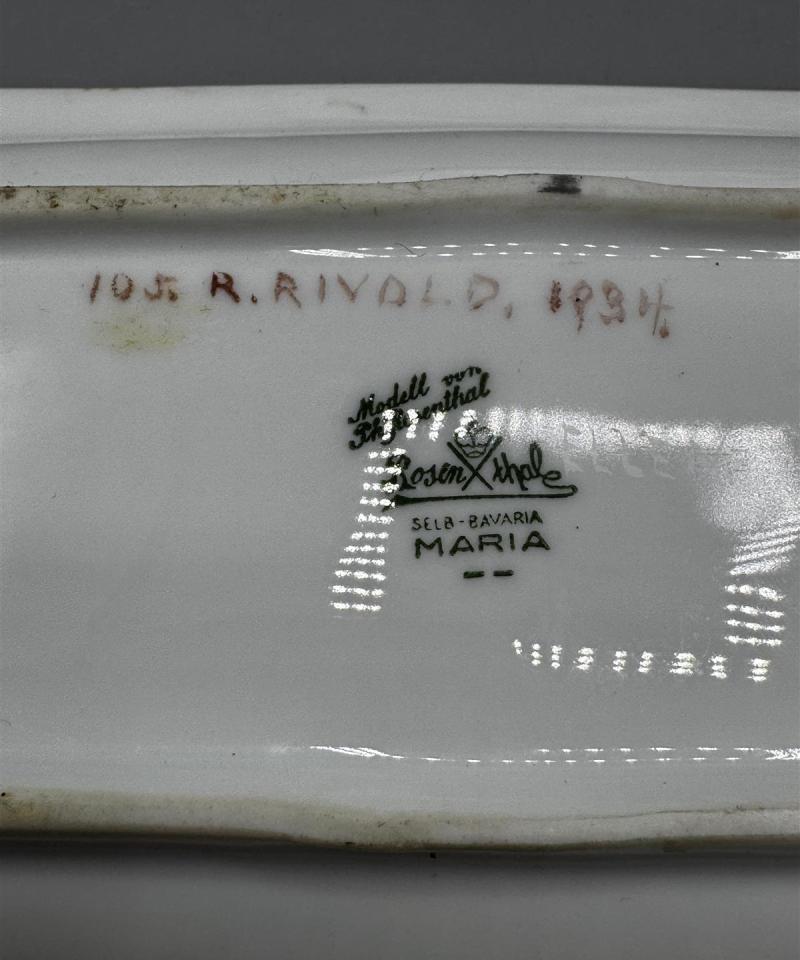 105. R. RIVOLD, 1934.
Modell von
Ph. Rosenthal
Rosenthal
SELB-BAVARIA
MARIA